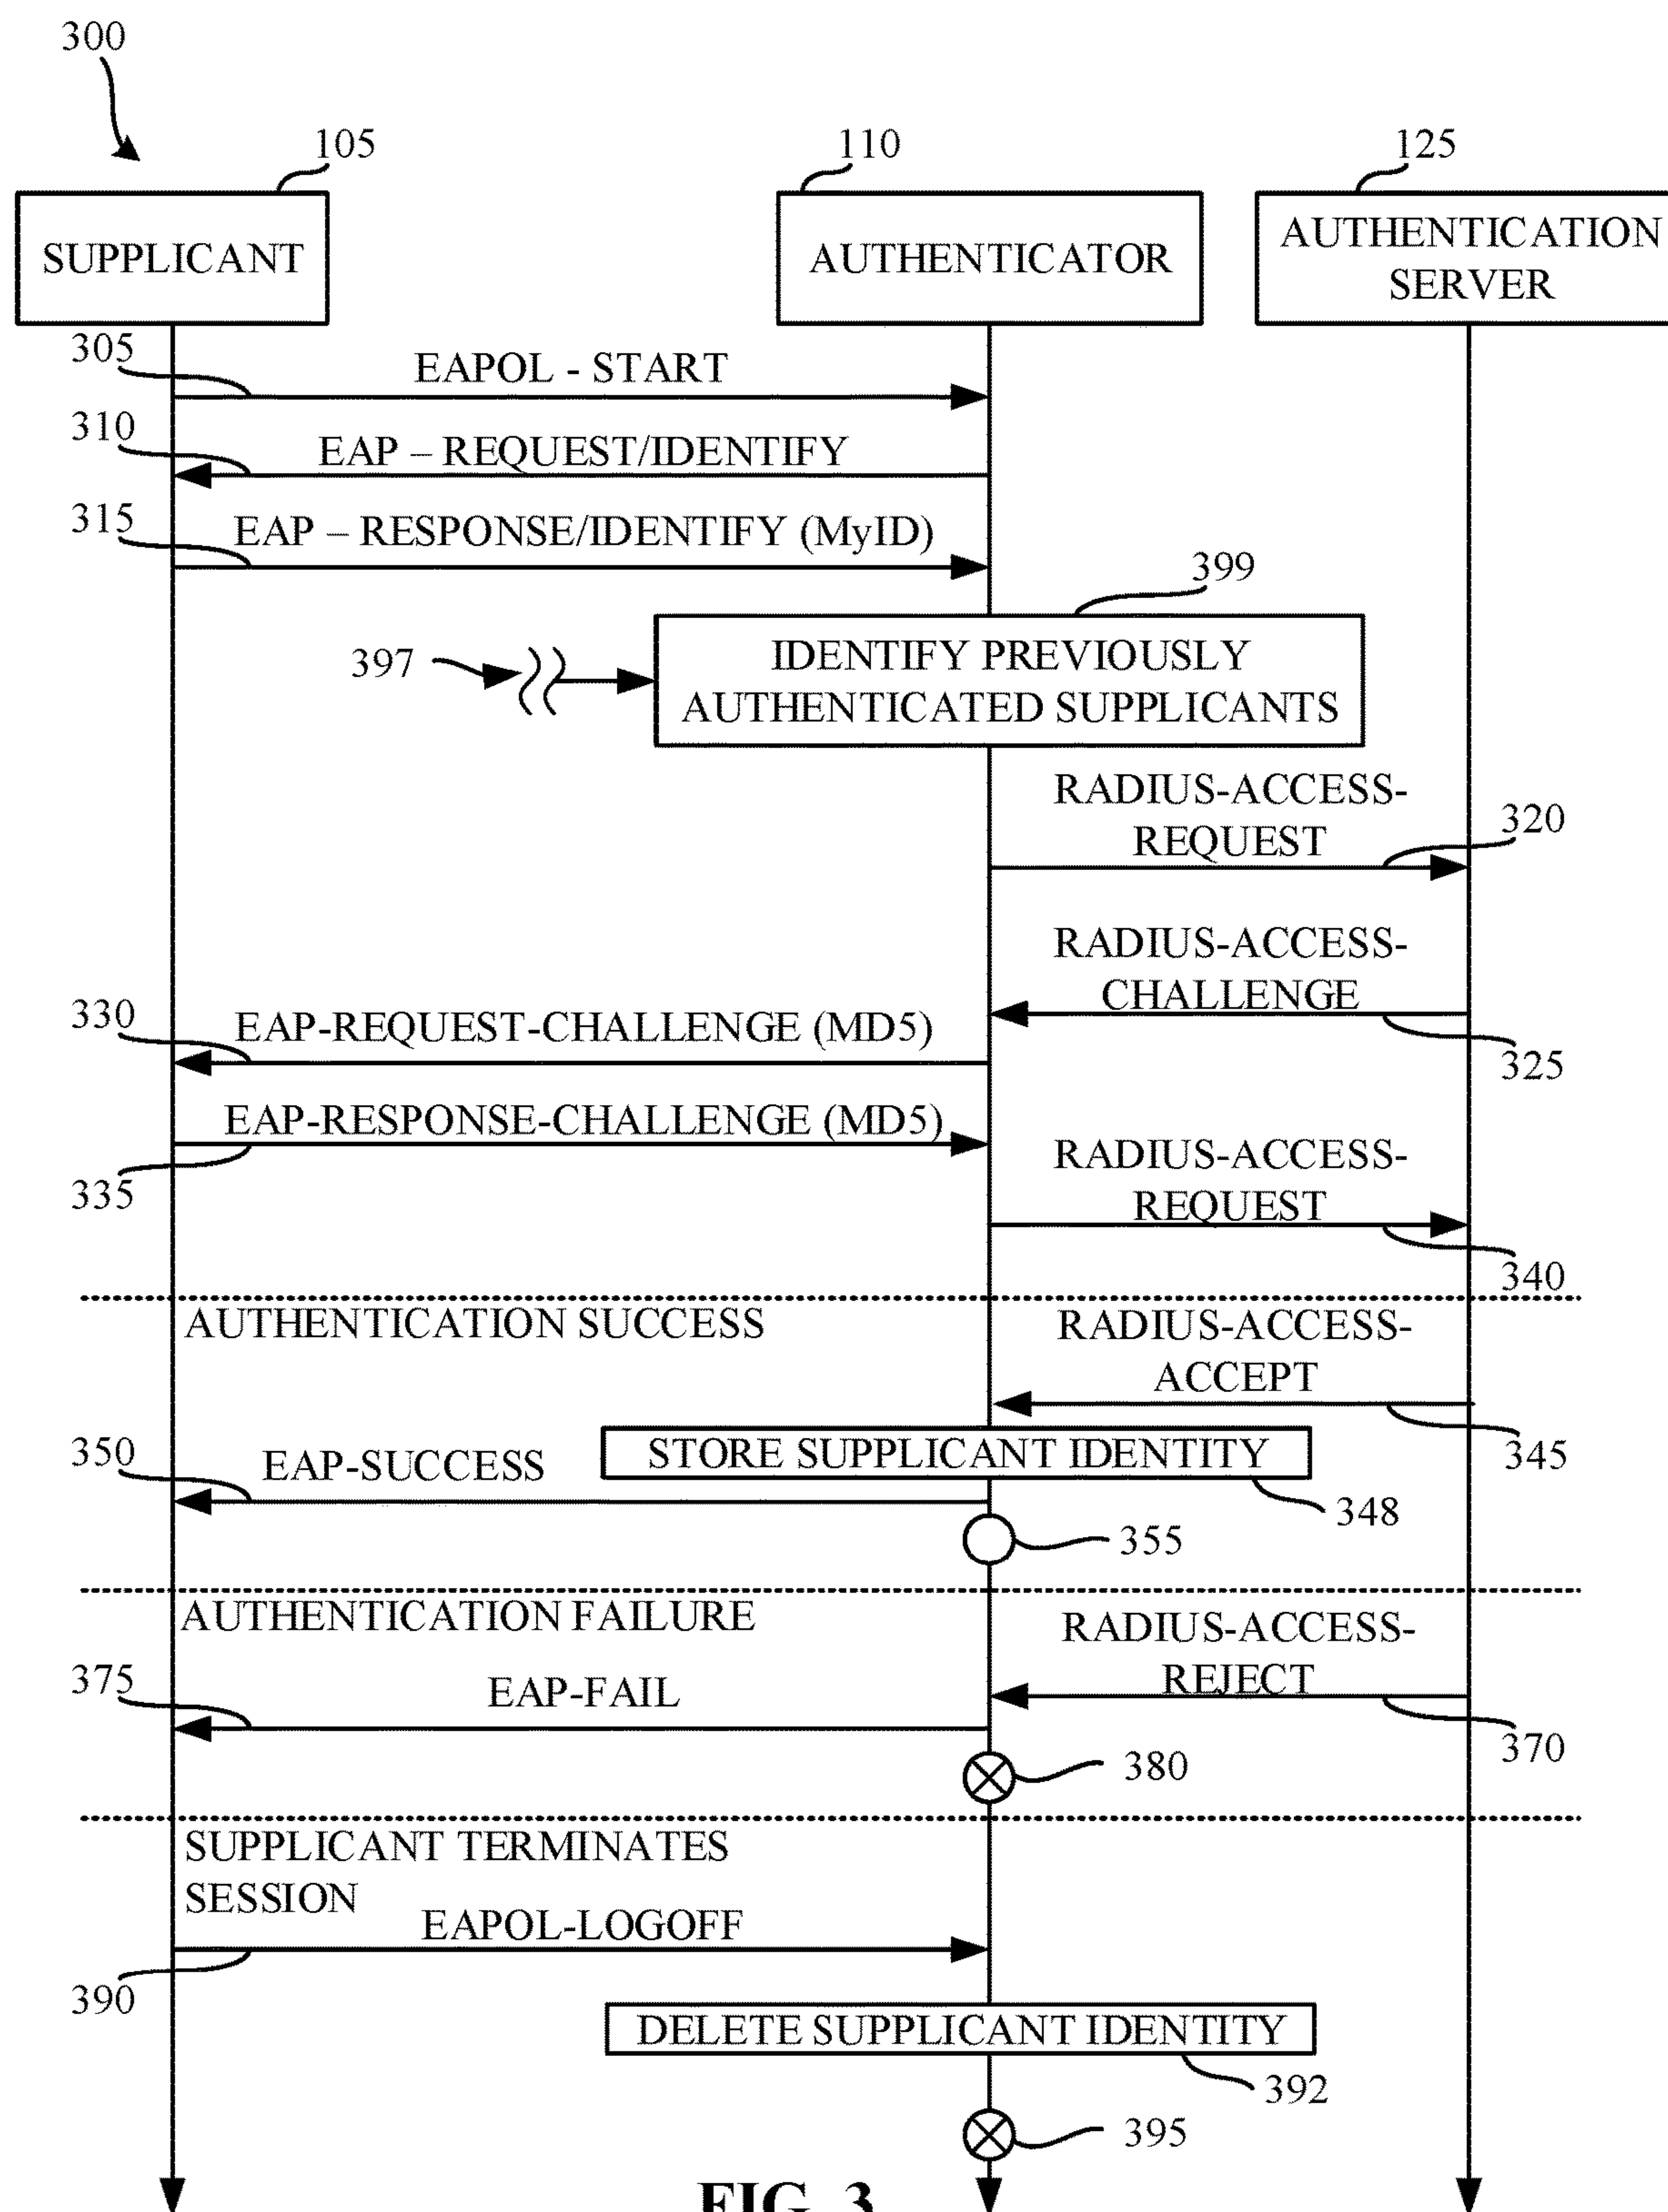 300
105
110
125
SUPPLICANT
AUTHENTICATOR
AUTHENTICATION
SERVER
305
EAPOL - START
310
EAP – REQUEST/IDENTIFY
315
EAP – RESPONSE/IDENTIFY (MyID)
399
397
IDENTIFY PREVIOUSLY
AUTHENTICATED SUPPLICANTS
RADIUS-ACCESS-
REQUEST
320
RADIUS-ACCESS-
CHALLENGE
325
330
EAP-REQUEST-CHALLENGE (MD5)
EAP-RESPONSE-CHALLENGE (MD5)
335
RADIUS-ACCESS-
REQUEST
340
AUTHENTICATION SUCCESS
RADIUS-ACCESS-
ACCEPT
345
STORE SUPPLICANT IDENTITY
348
350
EAP-SUCCESS
355
AUTHENTICATION FAILURE
RADIUS-ACCESS-
REJECT
370
375
EAP-FAIL
380
SUPPLICANT TERMINATES
SESSION
EAPOL-LOGOFF
390
DELETE SUPPLICANT IDENTITY
392
395
FIG. 3